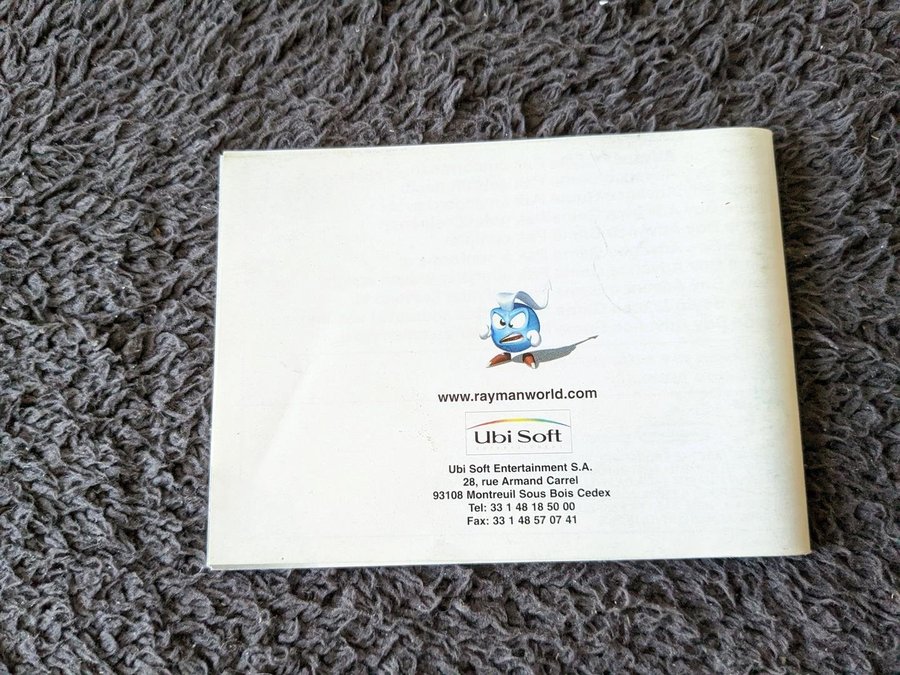 www.raymanworld.com
Ubi Soft
Ubi Soft Entertainment S.A.
28, rue Armand Carrel
93108 Montreuil Sous Bois Cedex
Tel: 33 1 48 18 50 00
Fax: 33 1 48 57 07 41